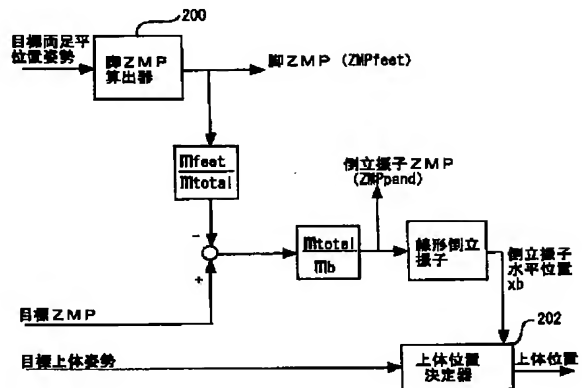 200
目標両足平
位置姿勢
脚ZMP
算出器
脚ZMP (ZMPfeet)
mfeet
mtotal
倒立振子ZMP
(ZMPpend)
-
+
mtotal
mb
線形倒立
振子
倒立振子
水平位置
xb
目標ZMP
202
目標上体姿勢
上体位置
決定器
上体位置